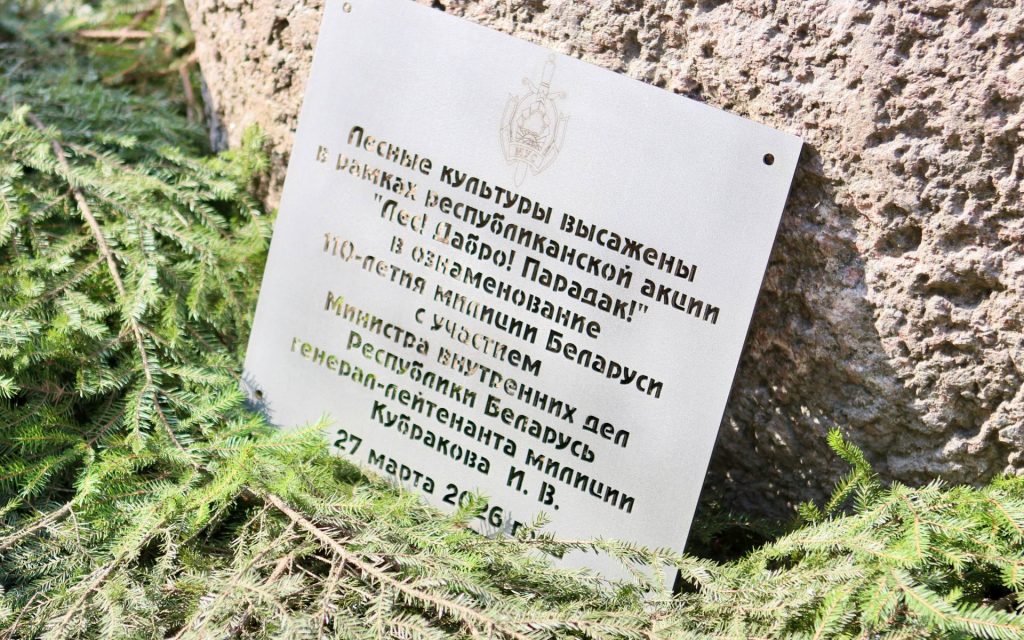 Лесные культуры высажены
в рамках республиканской акции
"Лес! Дабро! Парадак!"
в ознаменование
110-летия милиции Беларуси
с участием
Министра внутренних дел
Республики Беларусь
генерал-лейтенанта милиции
Кубракова И. В.
27 марта 2026 г.